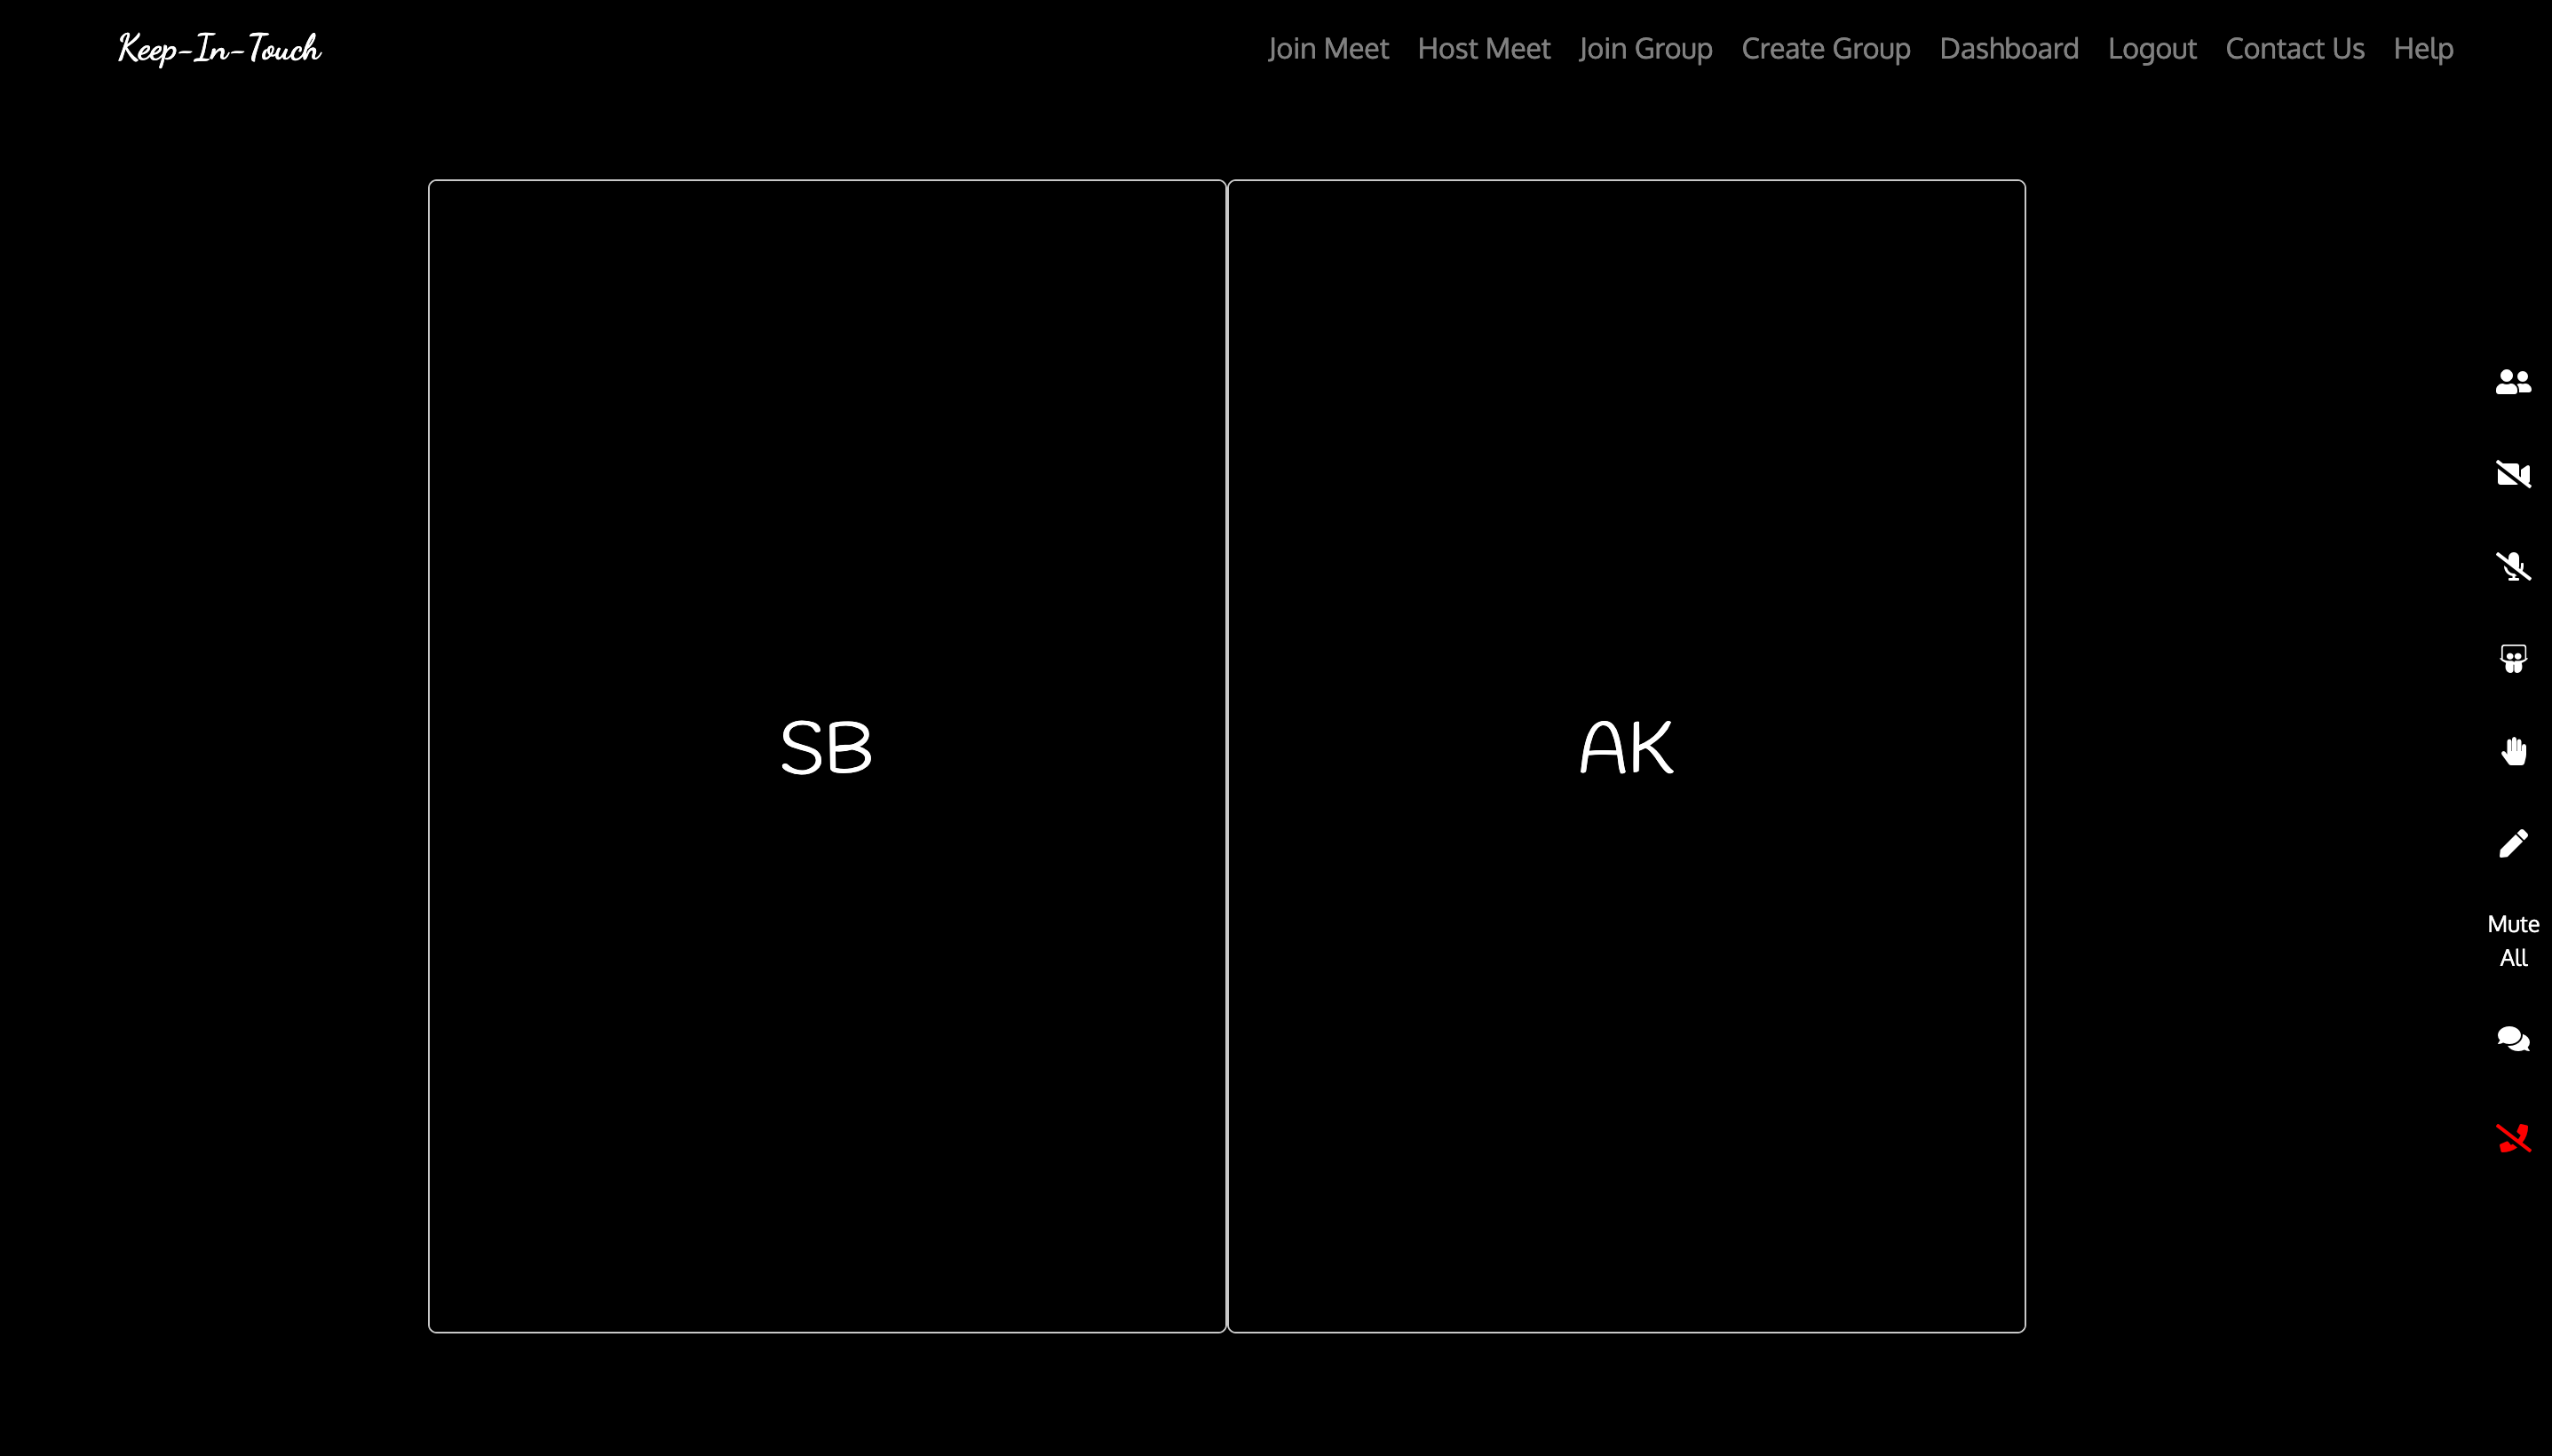 Keep-In-Touch
Join Meet Host Meet Join Group Create Group Dashboard Logout Contact Us Help
SB
AK
Mute
All